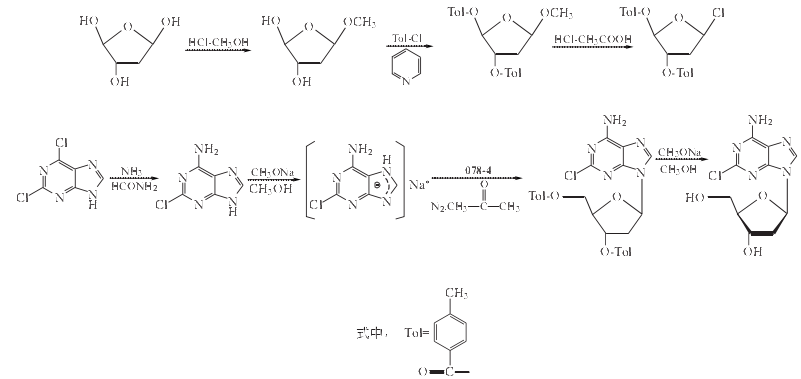 HO OH HO OCH₃ Tol-O OCH₃ Tol-O Cl
O O O O
HCl-CH₃OH Tol-Cl HCl-CH₃COOH
OH OH N O-Tol O-Tol
Cl NH₂ NH₂ NH₂ NH₂
N N NH₃ N N CH₃ONa N H 078-4 N N CH₃ONa N N
Cl N N HCONH₂ Cl N N CH₃OH Cl N N Na⊕ O Cl N N CH₃OH Cl N N
H H ⊖ N₂.CH₃—C—CH₃
Tol-O O HO O
O-Tol OH
CH₃
式中, Tol=
O C